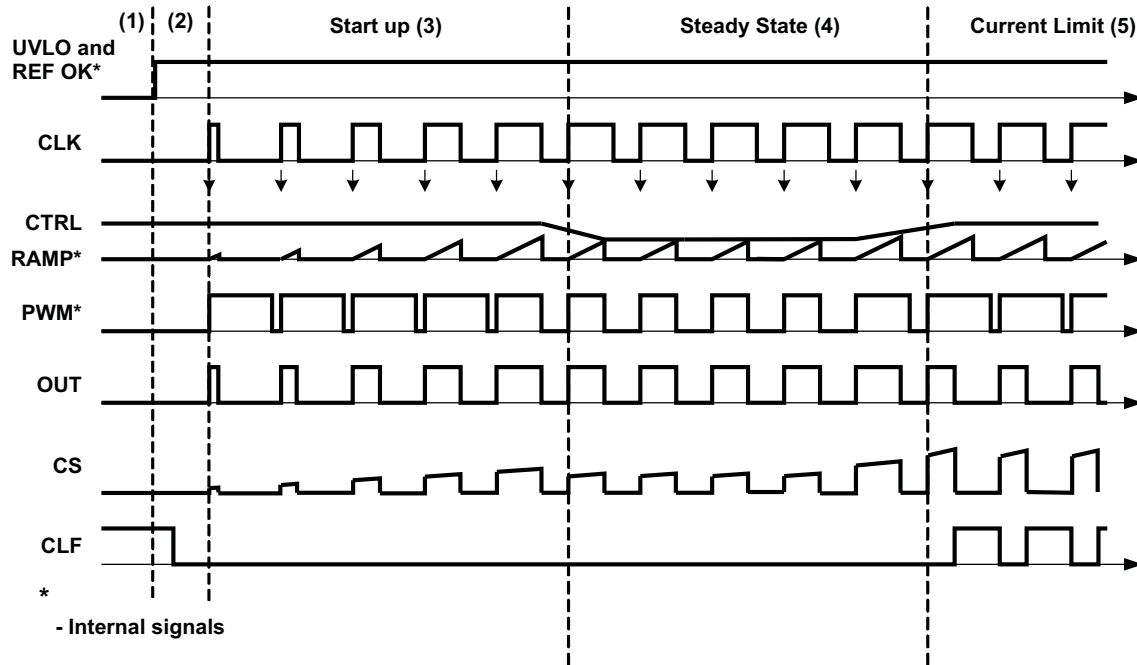 (1) (2) Start up (3) Steady State (4) Current Limit (5)
UVLO and
REF OK*
CLK
CTRL
RAMP*
PWM*
OUT
CS
CLF
*
- Internal signals